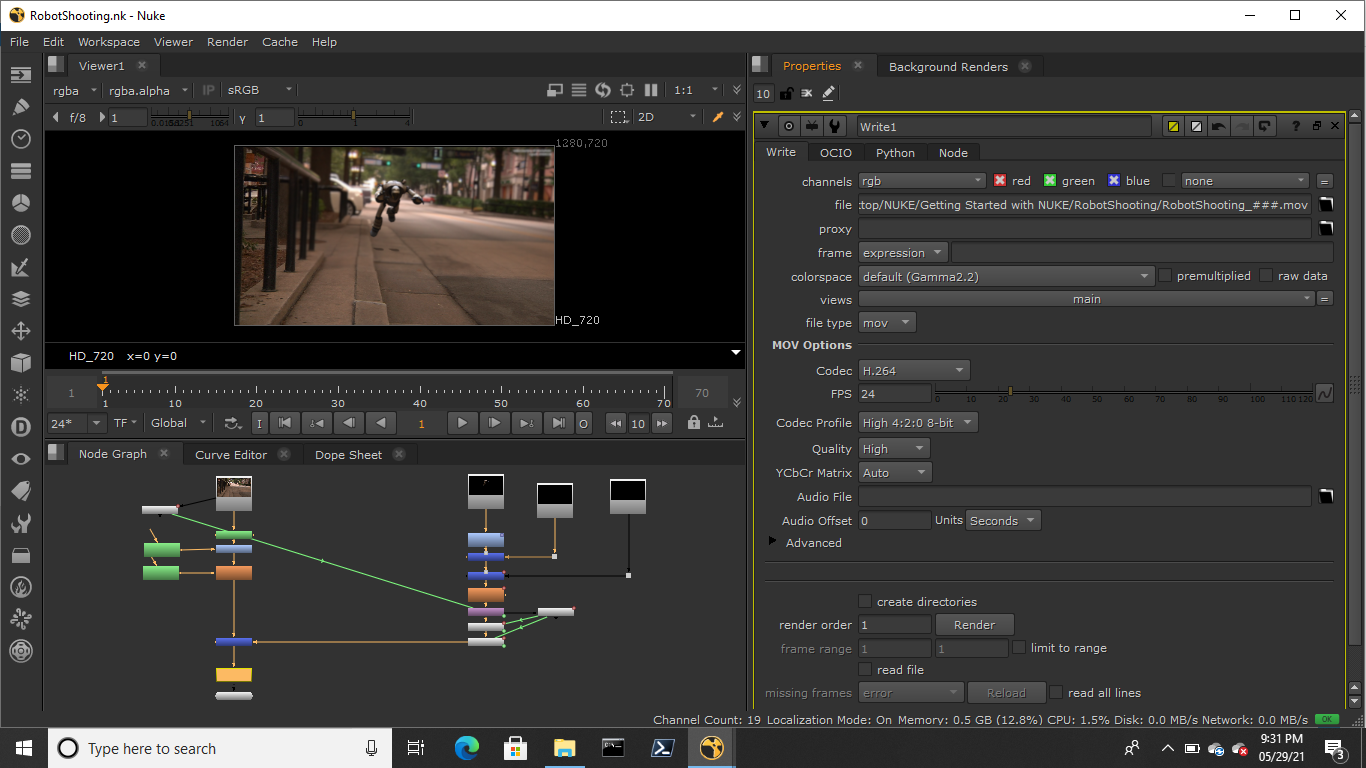 RobotShooting.nk - Nuke
File Edit Workspace Viewer Render Cache Help
Viewer1
rgba rgba.alpha IP sRGB 1:1
f/8 1 y 1 0 1 4 2D
1280,720
HD_720
HD_720 x=0 y=0
1 1 70
1 10 20 30 40 50 60 70
24* TF Global I 1 O 10
Node Graph Curve Editor Dope Sheet
Properties Background Renders
10
Write1
Write OCIO Python Node
channels rgb red green blue none =
file :top/NUKE/Getting Started with NUKE/RobotShooting/RobotShooting_###.mov
proxy
frame expression
colorspace default (Gamma2.2) premultiplied raw data
views main =
file type mov
MOV Options
Codec H.264
FPS 24 0 10 20 30 40 50 60 70 80 90 100 110 120
Codec Profile High 4:2:0 8-bit
Quality High
YCbCr Matrix Auto
Audio File
Audio Offset 0 Units Seconds
Advanced
create directories
render order 1 Render
frame range 1 1 limit to range
read file
missing frames error Reload read all lines
Channel Count: 19 Localization Mode: On Memory: 0.5 GB (12.8%) CPU: 1.5% Disk: 0.0 MB/s Network: 0.0 MB/s OK
Type here to search
9:31 PM
05/29/21
3